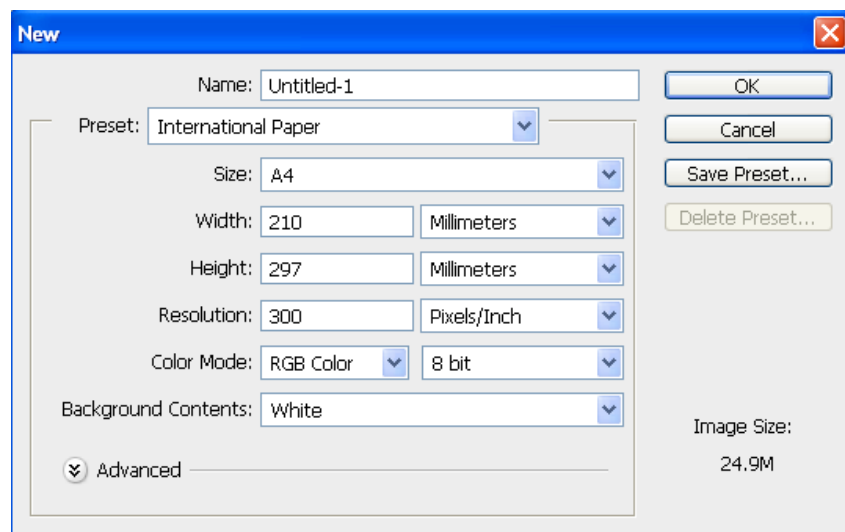 New
Name: Untitled-1
OK
Preset: International Paper
Cancel
Size: A4
Save Preset...
Width: 210 Millimeters
Delete Preset...
Height: 297 Millimeters
Resolution: 300 Pixels/Inch
Color Mode: RGB Color 8 bit
Background Contents: White
Image Size:
Advanced
24.9M